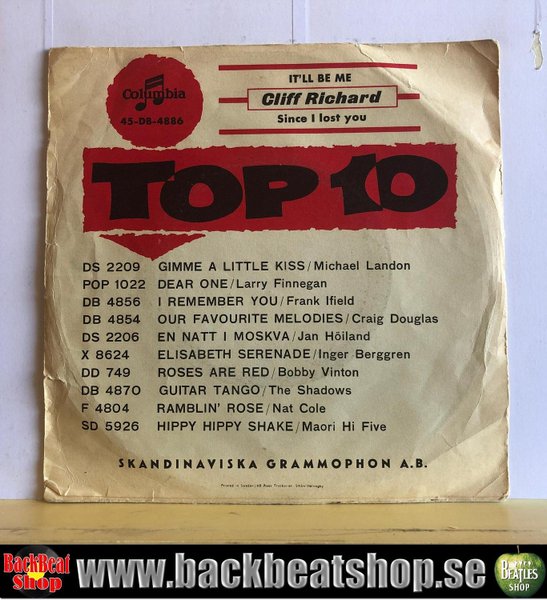 Columbia
45-DB-4886
IT'LL BE ME
Cliff Richard
Since I lost you
TOP 10
DS 2209 GIMME A LITTLE KISS/Michael Landon
POP 1022 DEAR ONE/Larry Finnegan
DB 4856 I REMEMBER YOU/Frank Ifield
DB 4854 OUR FAVOURITE MELODIES/Craig Douglas
DS 2206 EN NATT I MOSKVA/Jan Höiland
X 8624 ELISABETH SERENADE/Inger Berggren
DD 749 ROSES ARE RED/Bobby Vinton
DB 4870 GUITAR TANGO/The Shadows
F 4804 RAMBLIN' ROSE/Nat Cole
SD 5926 HIPPY HIPPY SHAKE/Maori Hi Five
SKANDINAVISKA GRAMMOPHON A.B.
Printed in Sweden
BackBeat
Shop
www.backbeatshop.se
BEATLES
SHOP